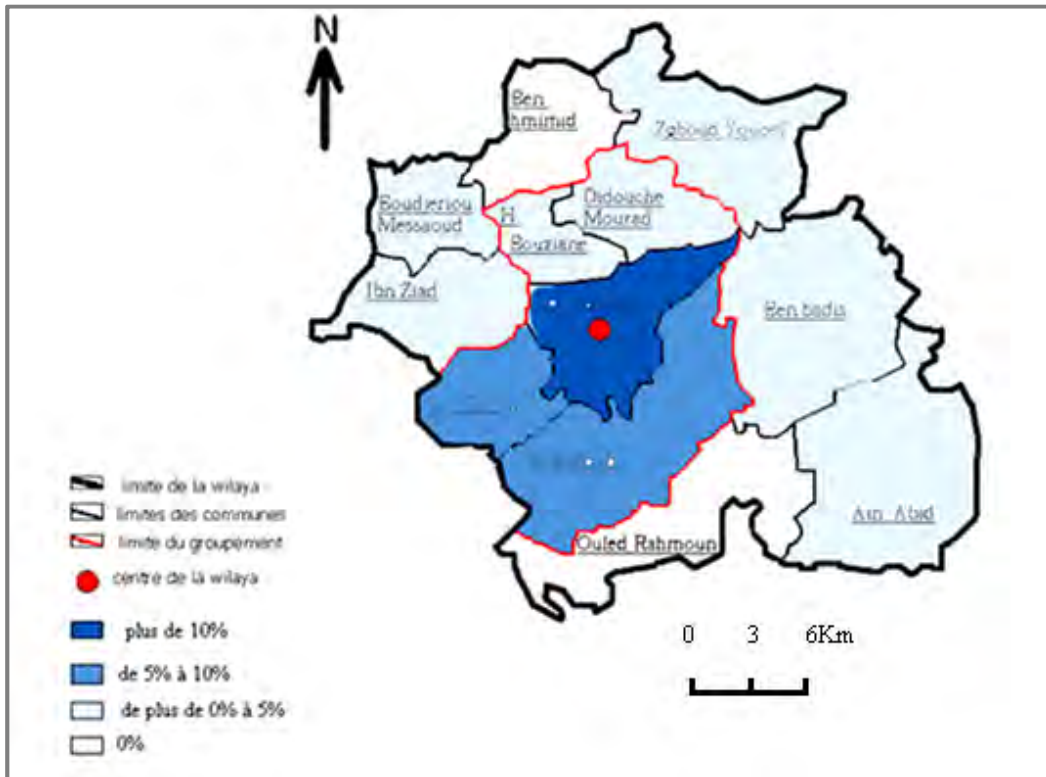 N
Ben
Zighoud Youcef
Boudjeriou
Messaoud
Didouche
Mourad
H.
Bouziane
Ibn Ziad
Ben badis
Ain Abid
Ouled Rahmoun
limite de la wilaya
limites des communes
limite du groupement
centre de la wilaya
plus de 10%
de 5% à 10%
de plus de 0% à 5%
0%
0 3 6Km